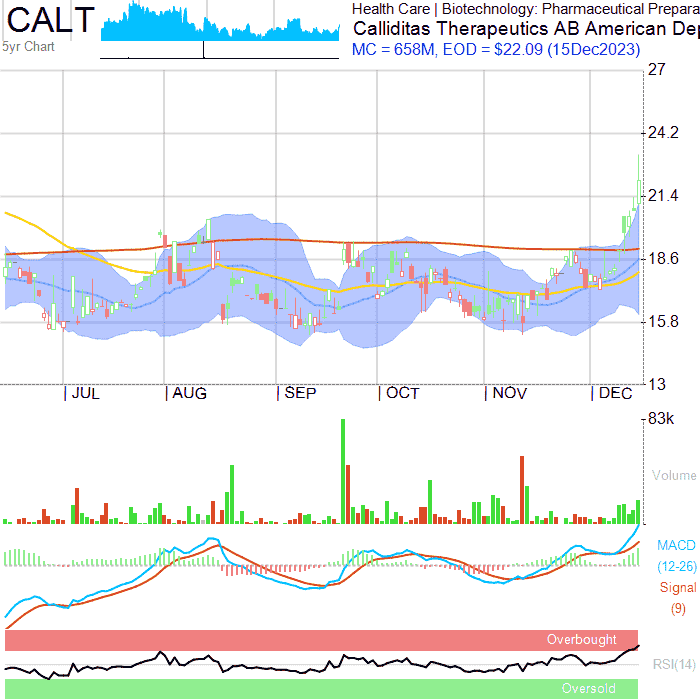 CALT
5yr Chart
Health Care | Biotechnology: Pharmaceutical Prepara
Calliditas Therapeutics AB American De
MC = 658M, EOD = $22.09 (15Dec2023)
27
24.2
21.4
18.6
15.8
13
JUL AUG SEP OCT NOV DEC
83k
Volume
MACD
(12-26)
Signal
(9)
Overbought
RSI(14)
Oversold